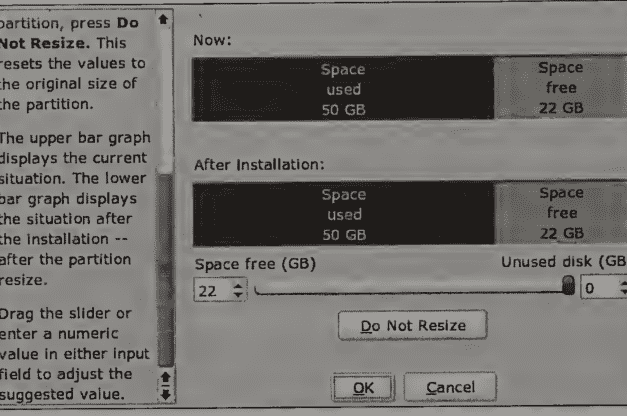 partition, press Do
Not Resize. This
resets the values to
the original size of
the partition.
The upper bar graph
displays the current
situation. The lower
bar graph displays
the situation after
the installation --
after the partition
resize.
Drag the slider or
enter a numeric
value in either input
field to adjust the
suggested value.
Now:
Space
used
50 GB
Space
free
22 GB
After Installation:
Space
used
50 GB
Space
free
22 GB
Space free (GB)
Unused disk (GB
22
0
Do Not Resize
OK
Cancel